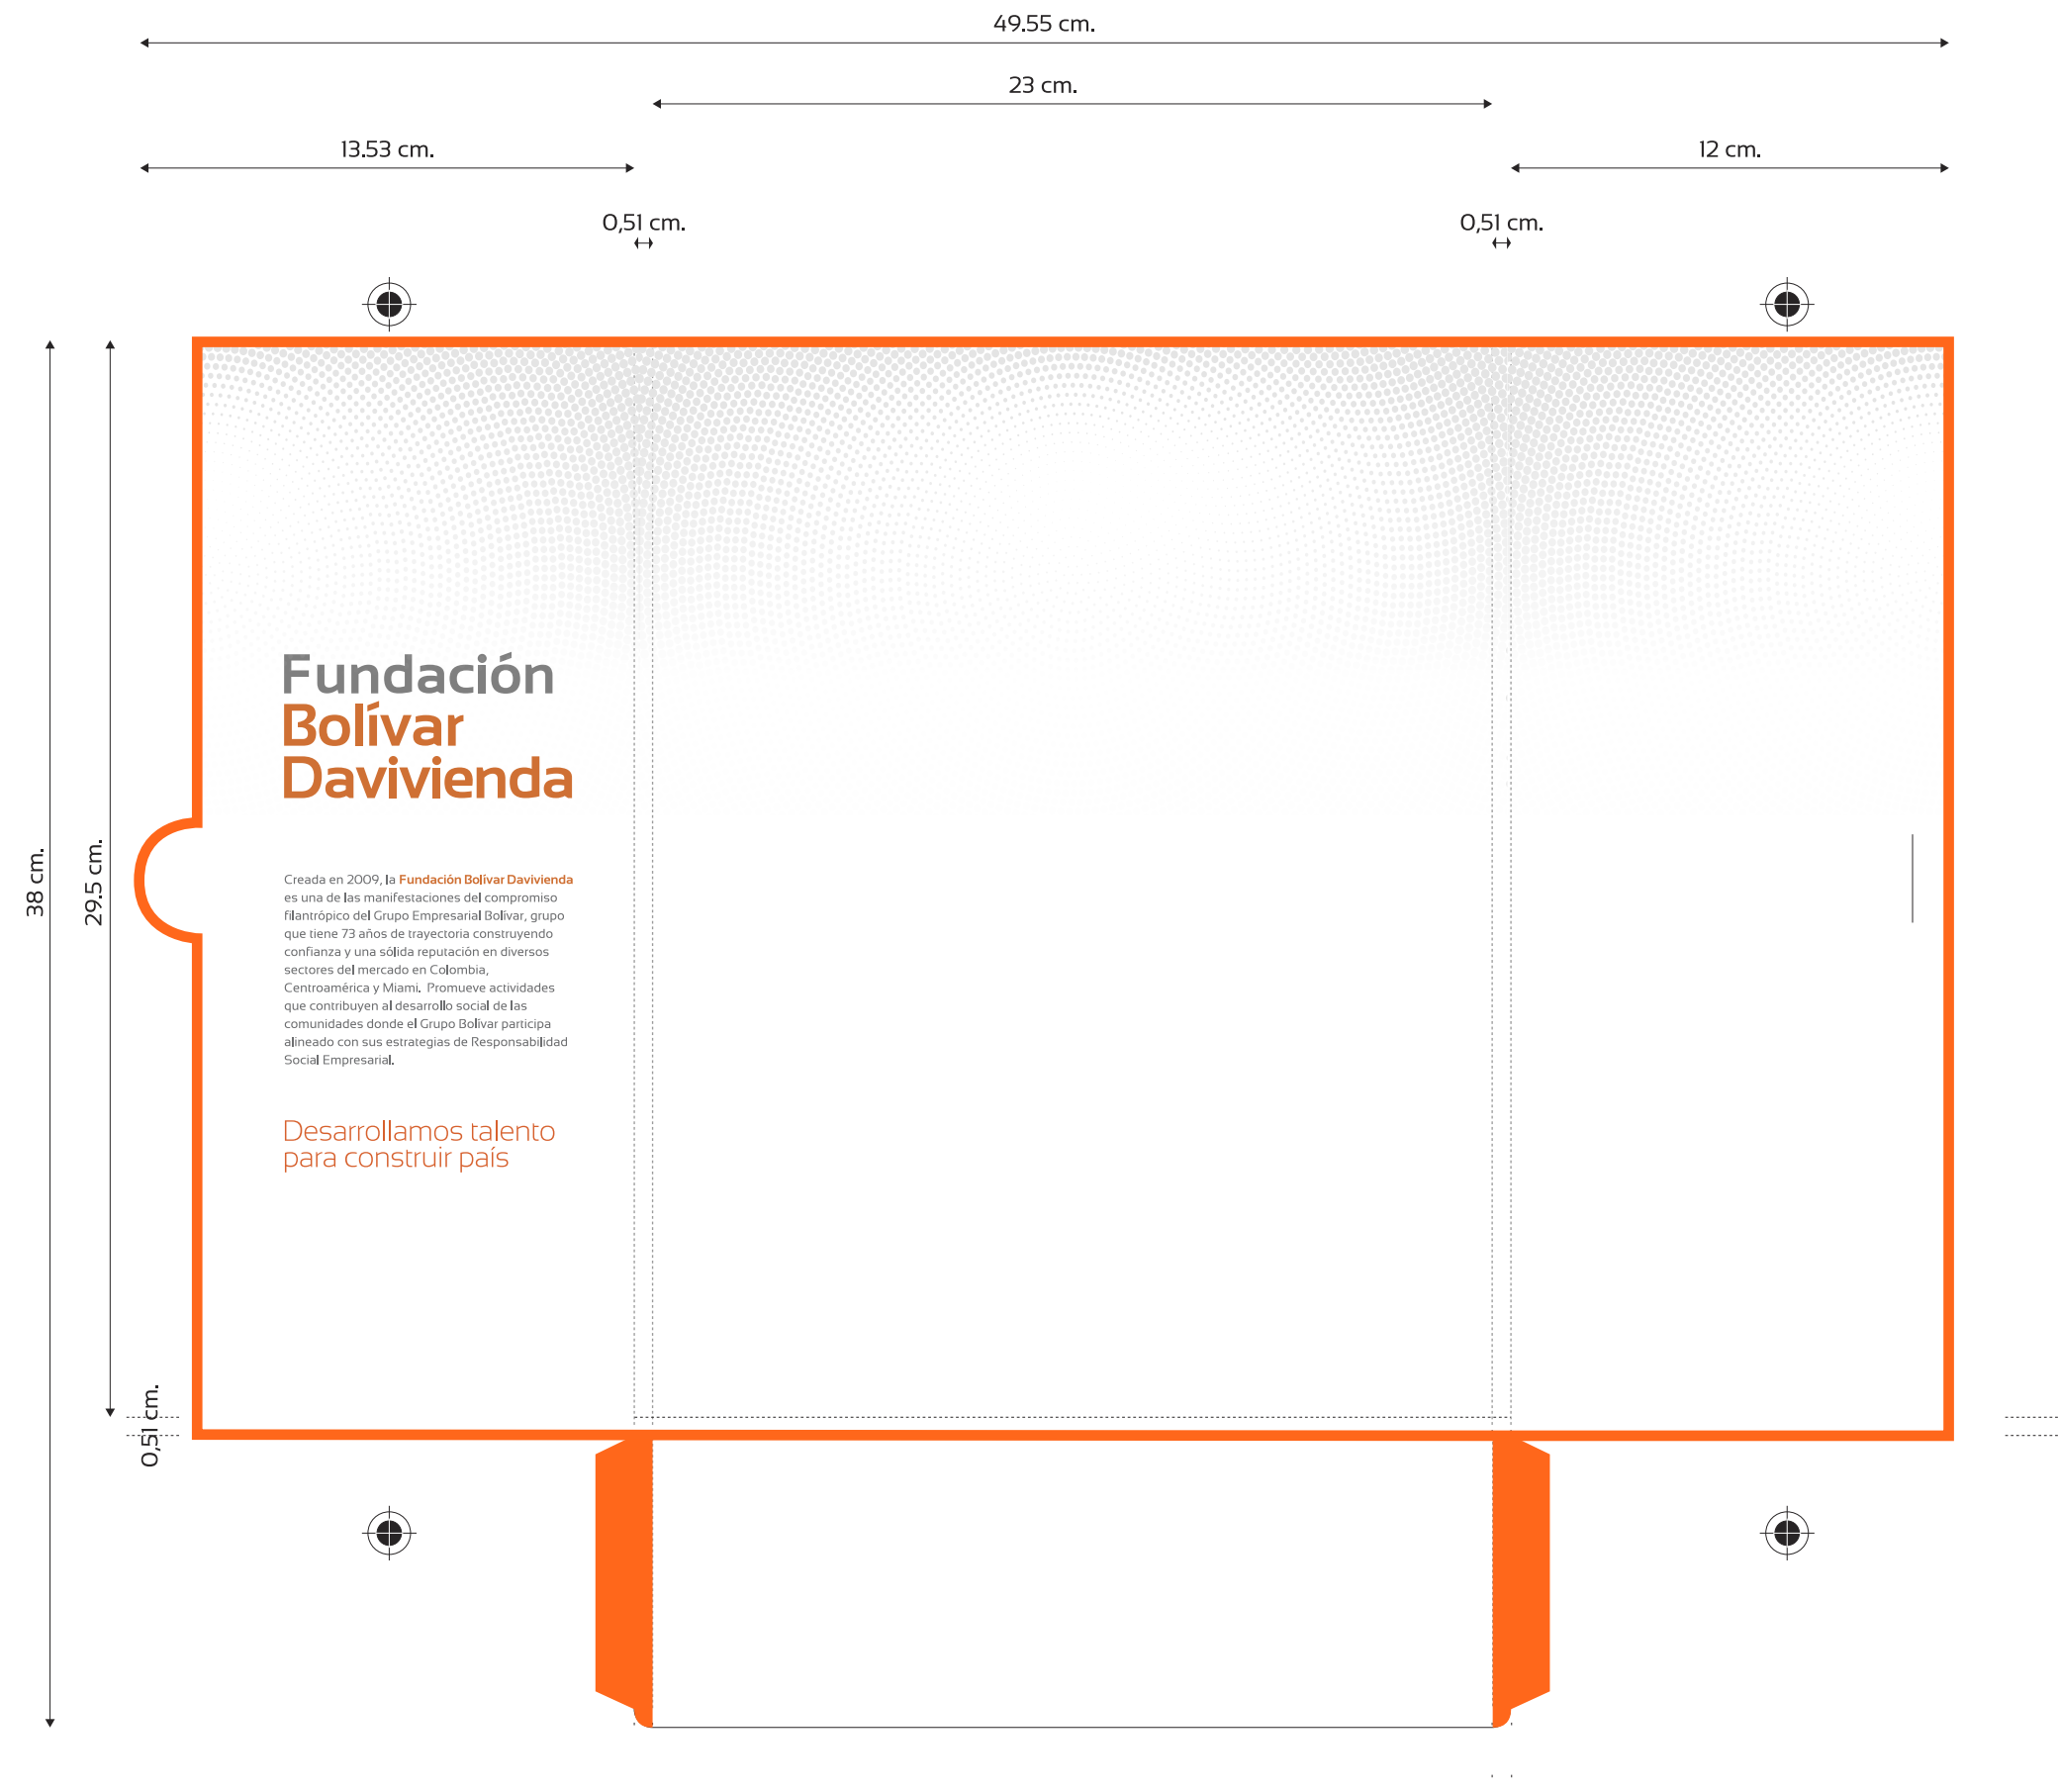 49.55 cm.
23 cm.
13.53 cm.
12 cm.
0,51 cm.
0,51 cm.
38 cm.
29.5 cm.
0,51 cm.
Fundación
Bolívar
Davivienda
Creada en 2009, la Fundación Bolívar Davivienda
es una de las manifestaciones del compromiso
filantrópico del Grupo Empresarial Bolívar, grupo
que tiene 73 años de trayectoria construyendo
confianza y una sólida reputación en diversos
sectores del mercado en Colombia,
Centroamérica y Miami. Promueve actividades
que contribuyen al desarrollo social de las
comunidades donde el Grupo Bolívar participa
alineado con sus estrategias de Responsabilidad
Social Empresarial.
Desarrollamos talento
para construir país